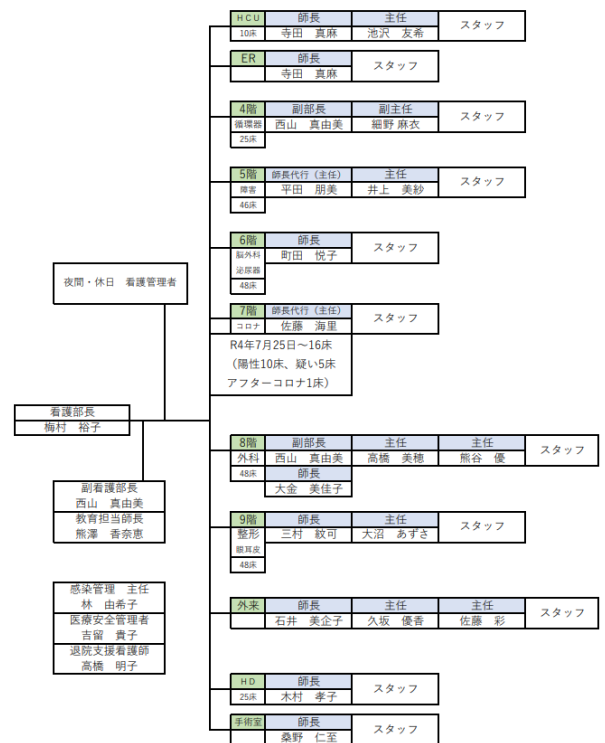 HCU 師長 主任 スタッフ
10床 寺田 真麻 池沢 友希
ER 師長 スタッフ
寺田 真麻
4階 副部長 副主任 スタッフ
循環器 西山 真由美 細野 麻衣
25床
5階 師長代行（主任） 主任 スタッフ
障害 平田 朋美 井上 美紗
46床
6階 師長 スタッフ
脳外科 町田 悦子
泌尿器
48床
夜間・休日 看護管理者
7階 師長代行（主任） スタッフ
コロナ 佐藤 海里
R4年7月25日～16床
（陽性10床、疑い5床
アフターコロナ1床）
看護部長
梅村 裕子
8階 副部長 主任 主任 スタッフ
外科 西山 真由美 高橋 美穂 熊谷 優
48床 師長
大金 美佳子
副看護部長
西山 真由美
教育担当師長
熊澤 香奈恵
9階 師長 主任 スタッフ
整形 三村 紋可 大沼 あずさ
眼耳皮
48床
感染管理 主任
林 由希子
医療安全管理者
吉留 貴子
退院支援看護師
高橋 明子
外来 師長 主任 主任 スタッフ
石井 美企子 久坂 優香 佐藤 彩
HD 師長 スタッフ
25床 木村 孝子
手術室 師長 スタッフ
桑野 仁至